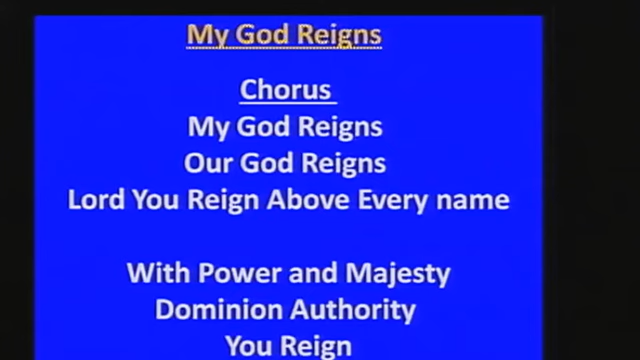 My God Reigns
Chorus
My God Reigns
Our God Reigns
Lord You Reign Above Every name
With Power and Majesty
Dominion Authority
You Reign